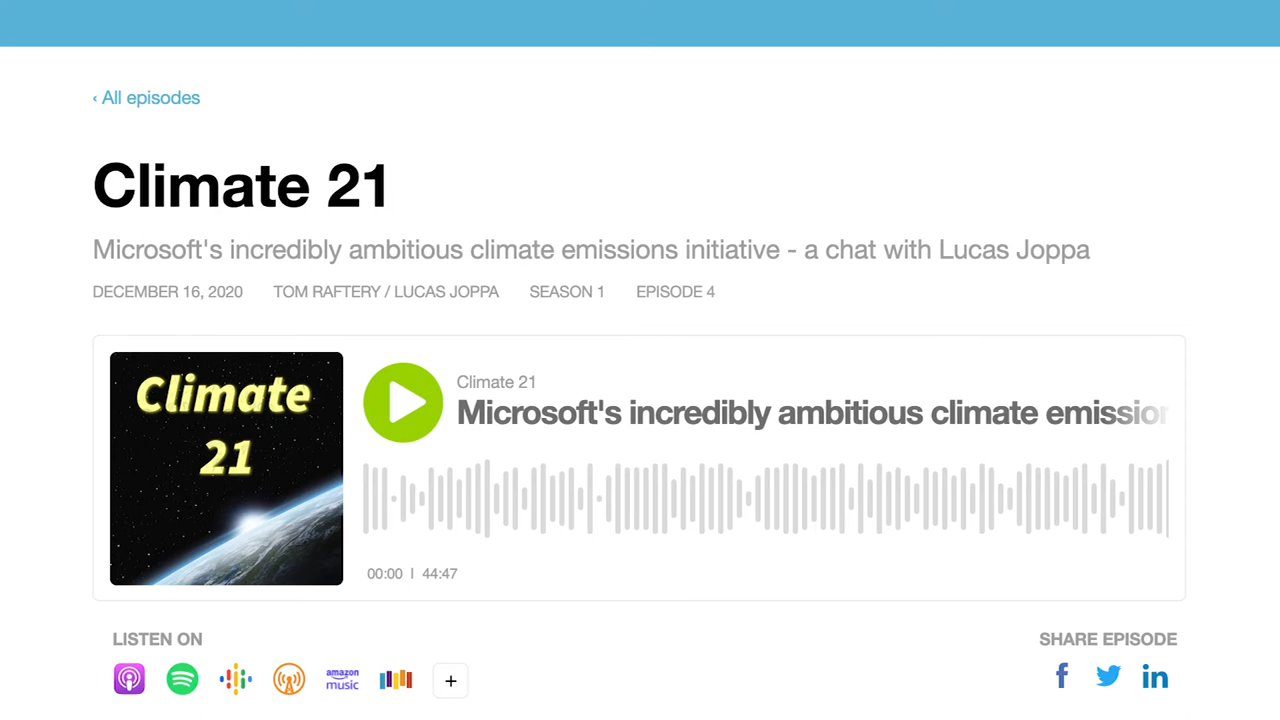 ‹ All episodes
Climate 21
Microsoft's incredibly ambitious climate emissions initiative - a chat with Lucas Joppa
DECEMBER 16, 2020 TOM RAFTERY / LUCAS JOPPA SEASON 1 EPISODE 4
Climate
21
Climate 21
Microsoft's incredibly ambitious climate emission
00:00 | 44:47
LISTEN ON
SHARE EPISODE
amazon
music
+
f
in